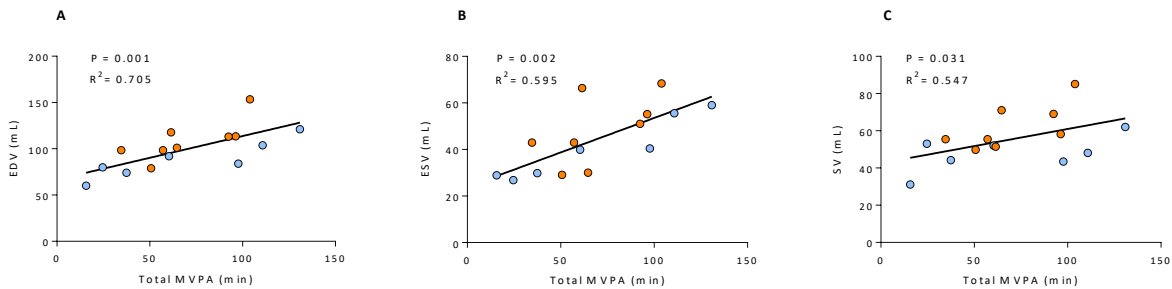 A
P = 0.001
R2= 0.705
200
150
100
50
0
EDV (mL)
0
50
100
150
Total MVPA (min)
B
P = 0.002
R2= 0.595
80
60
40
20
0
ESV (mL)
0
50
100
150
Total MVPA (min)
C
P = 0.031
R2= 0.547
100
80
60
40
20
0
SV (mL)
0
50
100
150
Total MVPA (min)